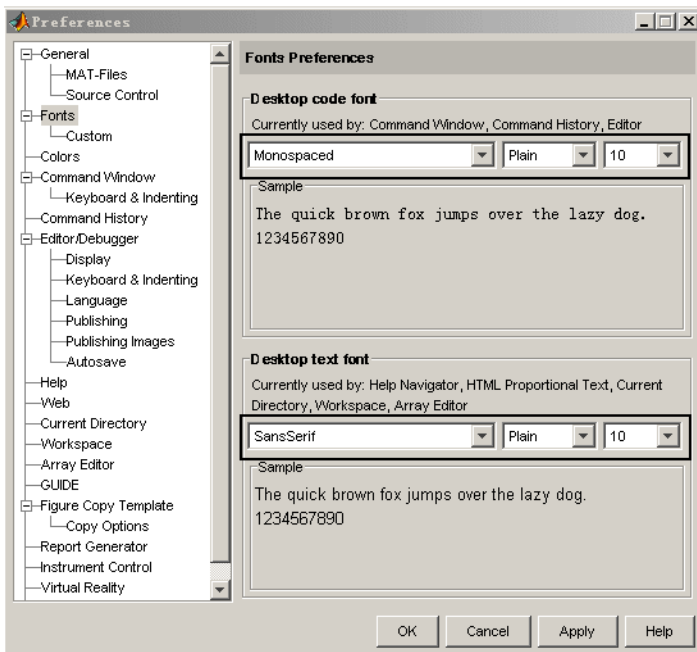 Preferences
General
MAT-Files
Source Control
Fonts
Custom
Colors
Command Window
Keyboard & Indenting
Command History
Editor/Debugger
Display
Keyboard & Indenting
Language
Publishing
Publishing Images
Autosave
Help
Web
Current Directory
Workspace
Array Editor
GUIDE
Figure Copy Template
Copy Options
Report Generator
Instrument Control
Virtual Reality
Fonts Preferences
Desktop code font
Currently used by: Command Window, Command History, Editor
Monospaced Plain 10
Sample
The quick brown fox jumps over the lazy dog.
1234567890
Desktop text font
Currently used by: Help Navigator, HTML Proportional Text, Current
Directory, Workspace, Array Editor
SansSerif Plain 10
Sample
The quick brown fox jumps over the lazy dog.
1234567890
OK Cancel Apply Help